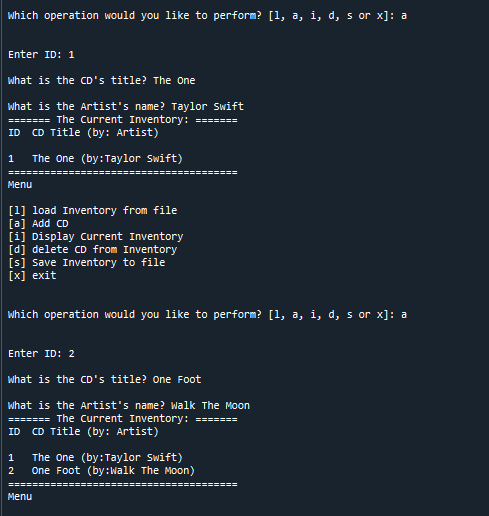 Which operation would you like to perform? [l, a, i, d, s or x]: a
Enter ID: 1
What is the CD's title? The One
What is the Artist's name? Taylor Swift
======= The Current Inventory: =======
ID  CD Title (by: Artist)
1   The One (by:Taylor Swift)
======================================
Menu
[l] load Inventory from file
[a] Add CD
[i] Display Current Inventory
[d] delete CD from Inventory
[s] Save Inventory to file
[x] exit
Which operation would you like to perform? [l, a, i, d, s or x]: a
Enter ID: 2
What is the CD's title? One Foot
What is the Artist's name? Walk The Moon
======= The Current Inventory: =======
ID  CD Title (by: Artist)
1   The One (by:Taylor Swift)
2   One Foot (by:Walk The Moon)
======================================
Menu